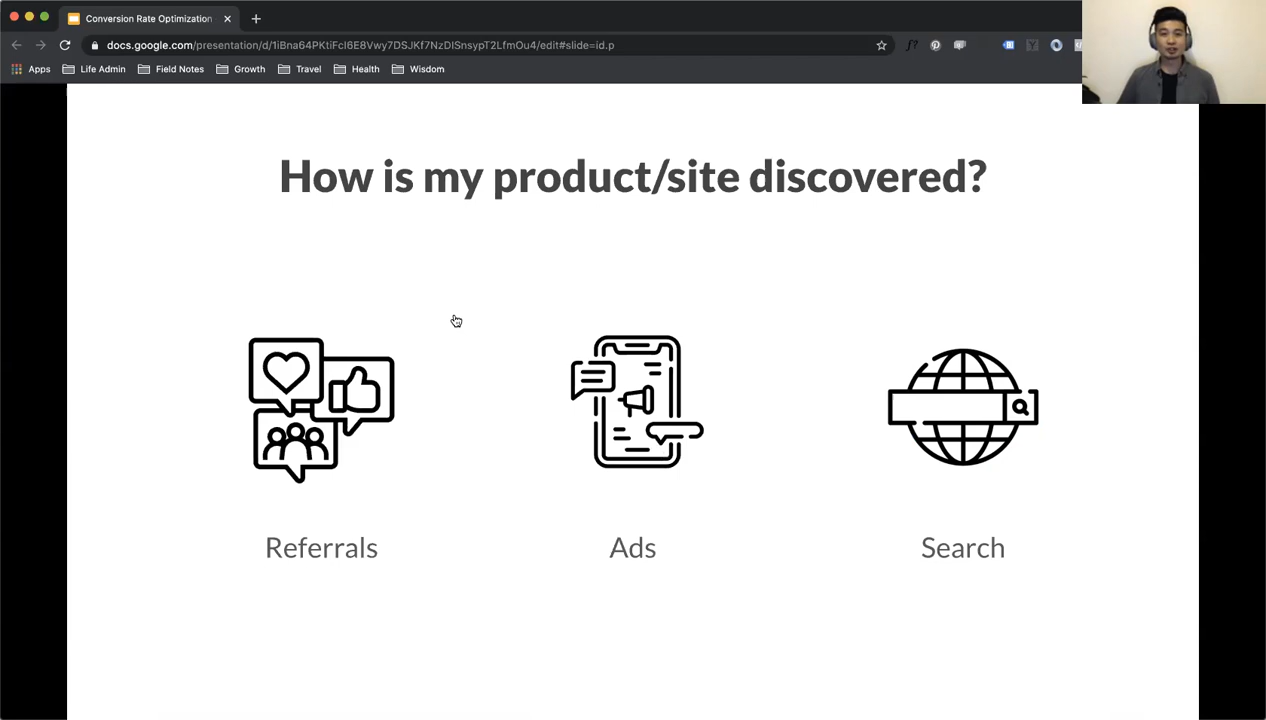 Conversion Rate Optimization
docs.google.com/presentation/d/1iBna64PKtiFcI6E8Vwy7DSJKf7NzDISnsypT2LfmOu4/edit#slide=id.p
Apps Life Admin Field Notes Growth Travel Health Wisdom
How is my product/site discovered?
Referrals
Ads
Search